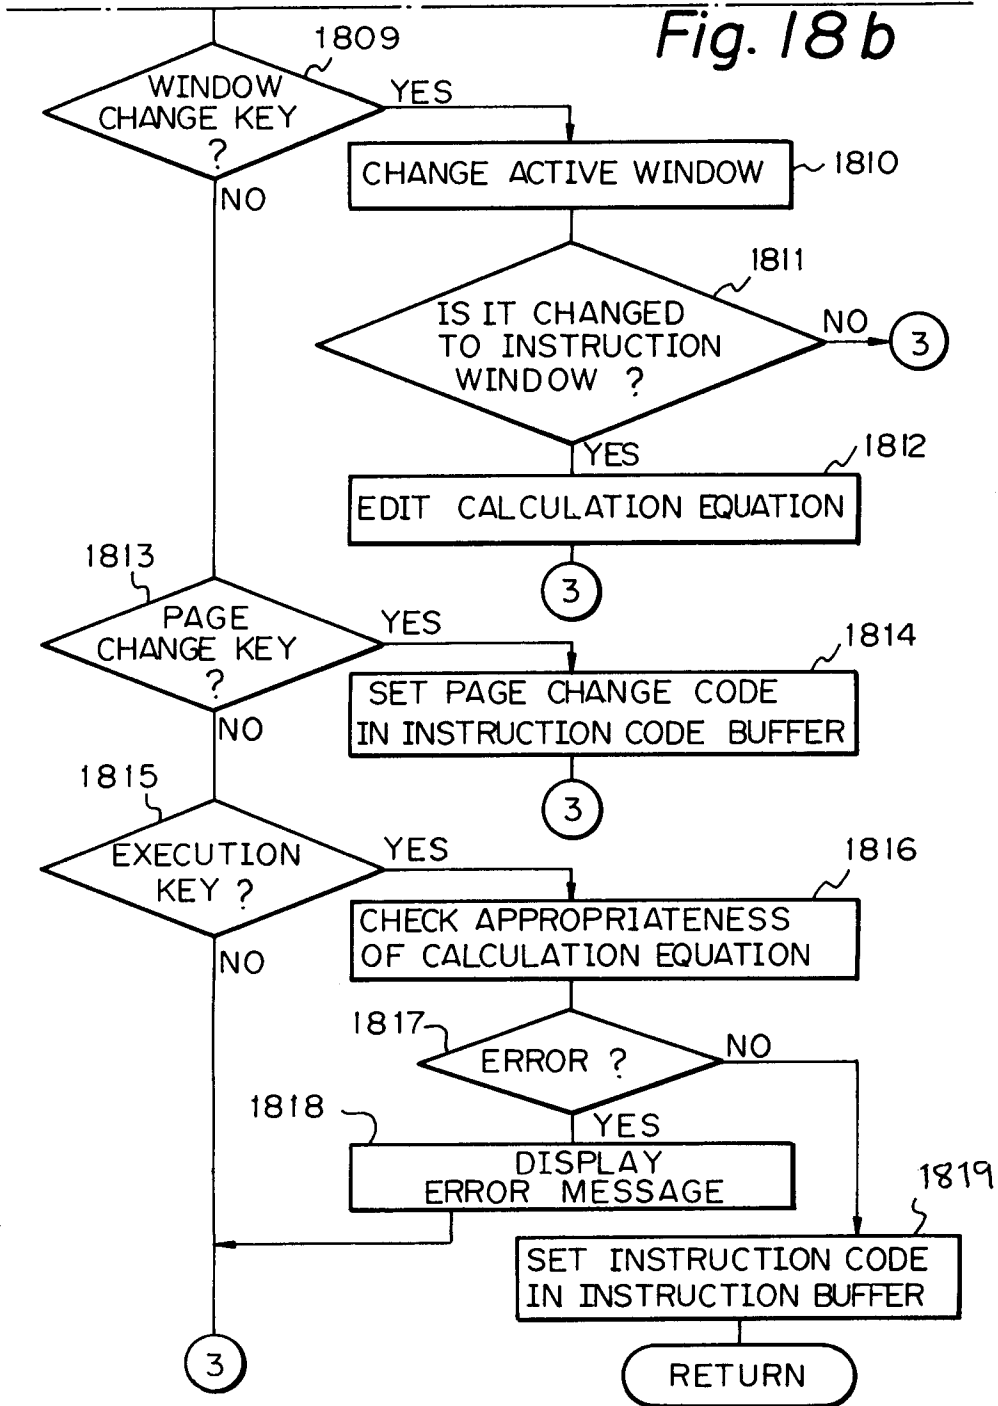 Fig. 18b
1809
WINDOW
CHANGE KEY
?
YES
NO
CHANGE ACTIVE WINDOW
1810
1811
IS IT CHANGED
TO INSTRUCTION
WINDOW ?
NO
3
YES
1812
EDIT CALCULATION EQUATION
3
1813
PAGE
CHANGE KEY
?
YES
NO
1814
SET PAGE CHANGE CODE
IN INSTRUCTION CODE BUFFER
3
1815
EXECUTION
KEY ?
YES
NO
1816
CHECK APPROPRIATENESS
OF CALCULATION EQUATION
1817
ERROR ?
NO
YES
1818
DISPLAY
ERROR MESSAGE
1819
SET INSTRUCTION CODE
IN INSTRUCTION BUFFER
3
RETURN